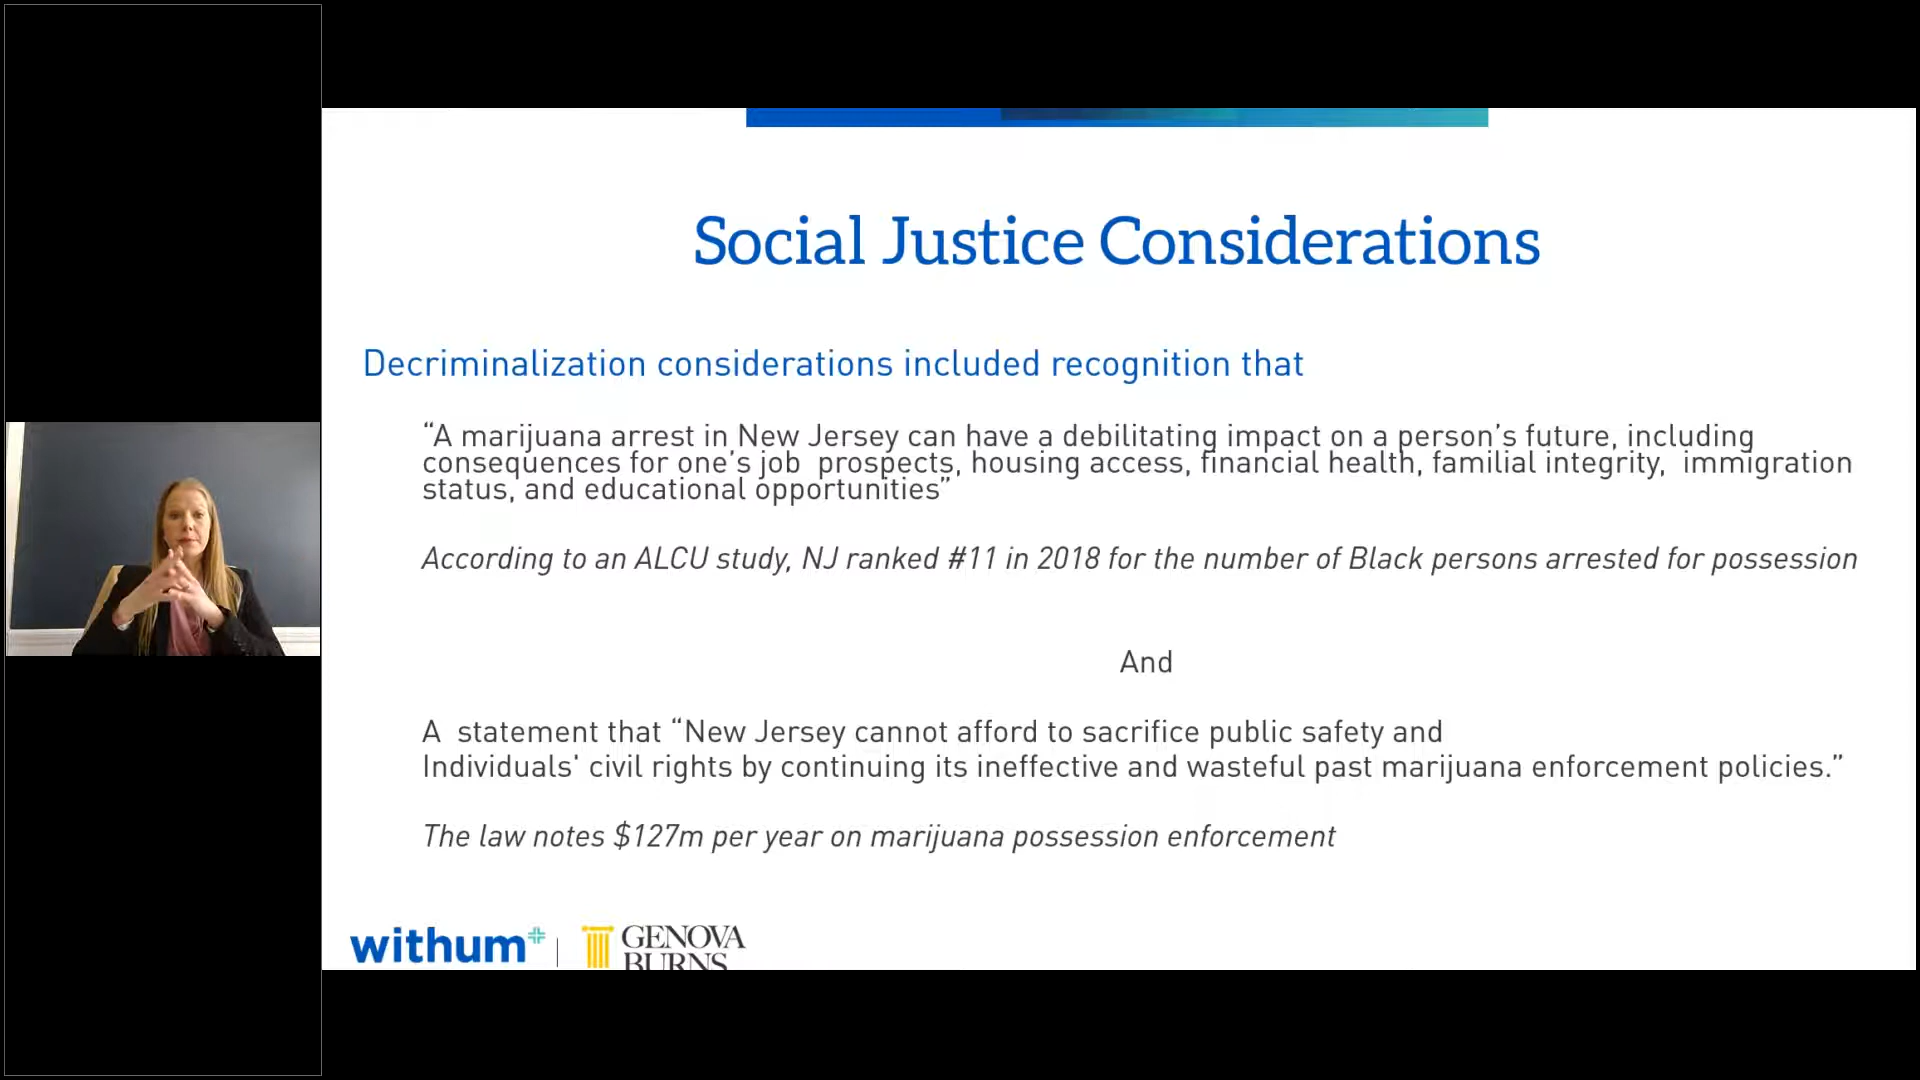 Social Justice Considerations
Decriminalization considerations included recognition that
“A marijuana arrest in New Jersey can have a debilitating impact on a person’s future, including
consequences for one’s job prospects, housing access, financial health, familial integrity, immigration
status, and educational opportunities”
According to an ALCU study, NJ ranked #11 in 2018 for the number of Black persons arrested for possession
And
A statement that “New Jersey cannot afford to sacrifice public safety and
Individuals' civil rights by continuing its ineffective and wasteful past marijuana enforcement policies.”
The law notes $127m per year on marijuana possession enforcement
withum+
GENOVA
BURNS